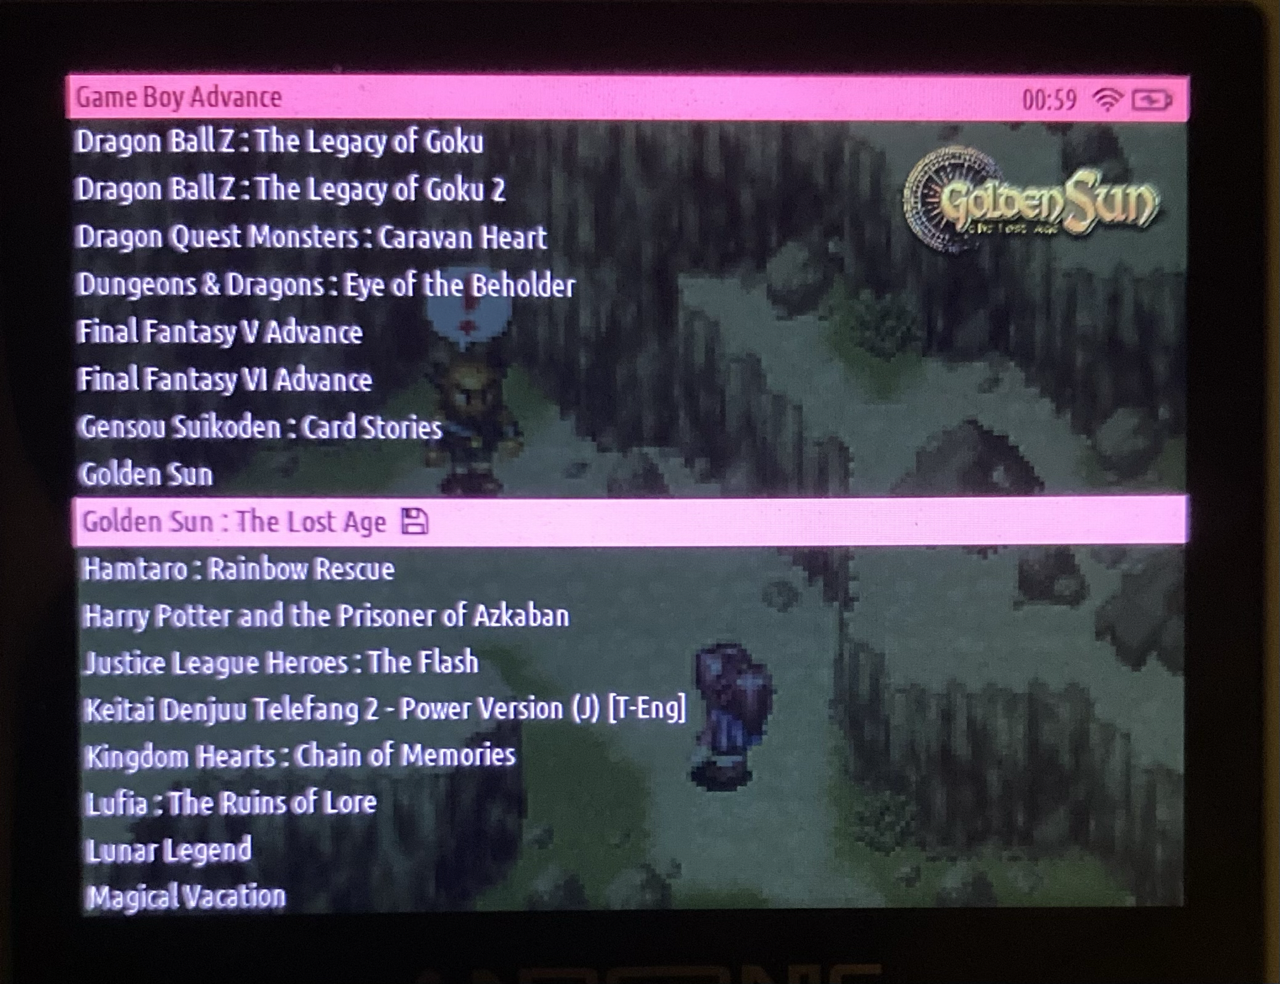 Game Boy Advance 00:59
Dragon Ball Z : The Legacy of Goku
Dragon Ball Z : The Legacy of Goku 2
Dragon Quest Monsters : Caravan Heart
Dungeons & Dragons : Eye of the Beholder
Final Fantasy V Advance
Final Fantasy VI Advance
Gensou Suikoden : Card Stories
Golden Sun
Golden Sun : The Lost Age
Hamtaro : Rainbow Rescue
Harry Potter and the Prisoner of Azkaban
Justice League Heroes : The Flash
Keitai Denjuu Telefang 2 - Power Version (J) [T-Eng]
Kingdom Hearts : Chain of Memories
Lufia : The Ruins of Lore
Lunar Legend
Magical Vacation
Golden Sun
The Lost Age
!